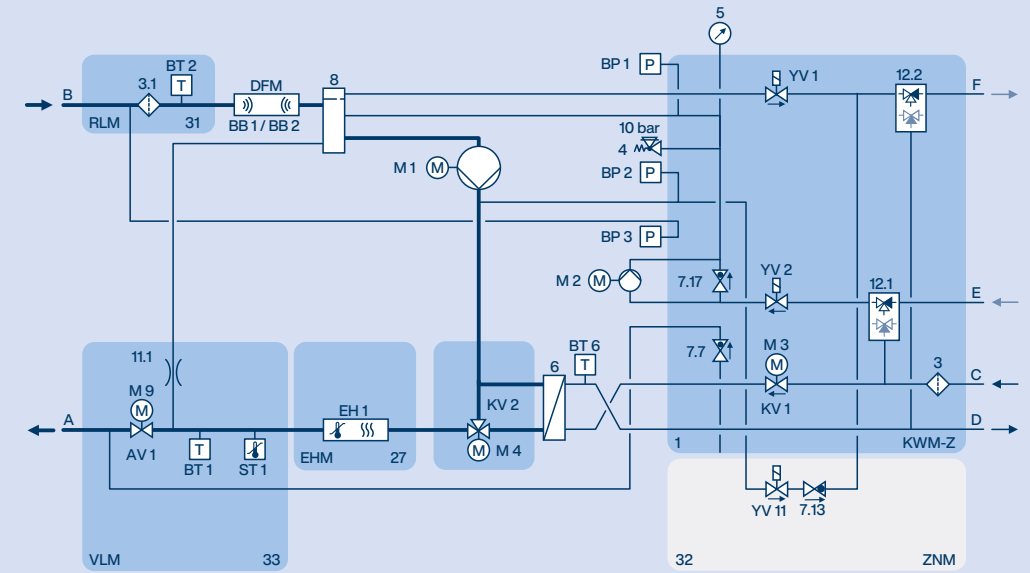 5
BP 1
P
BT 2
3.1
T
B
RLM
31
DFM
BB 1 / BB 2
8
YV 1
12.2
F
10 bar
4
M 1
M
BP 2
P
BP 3
P
M 2
M
7.17
YV 2
12.1
E
11.1
M 9
M
A
AV 1
BT 1
T
ST 1
EH 1
EHM
27
KV 2
M
M 4
6
BT 6
T
7.7
M 3
M
KV 1
3
C
D
1
KWM-Z
YV 11
7.13
VLM
33
32
ZNM